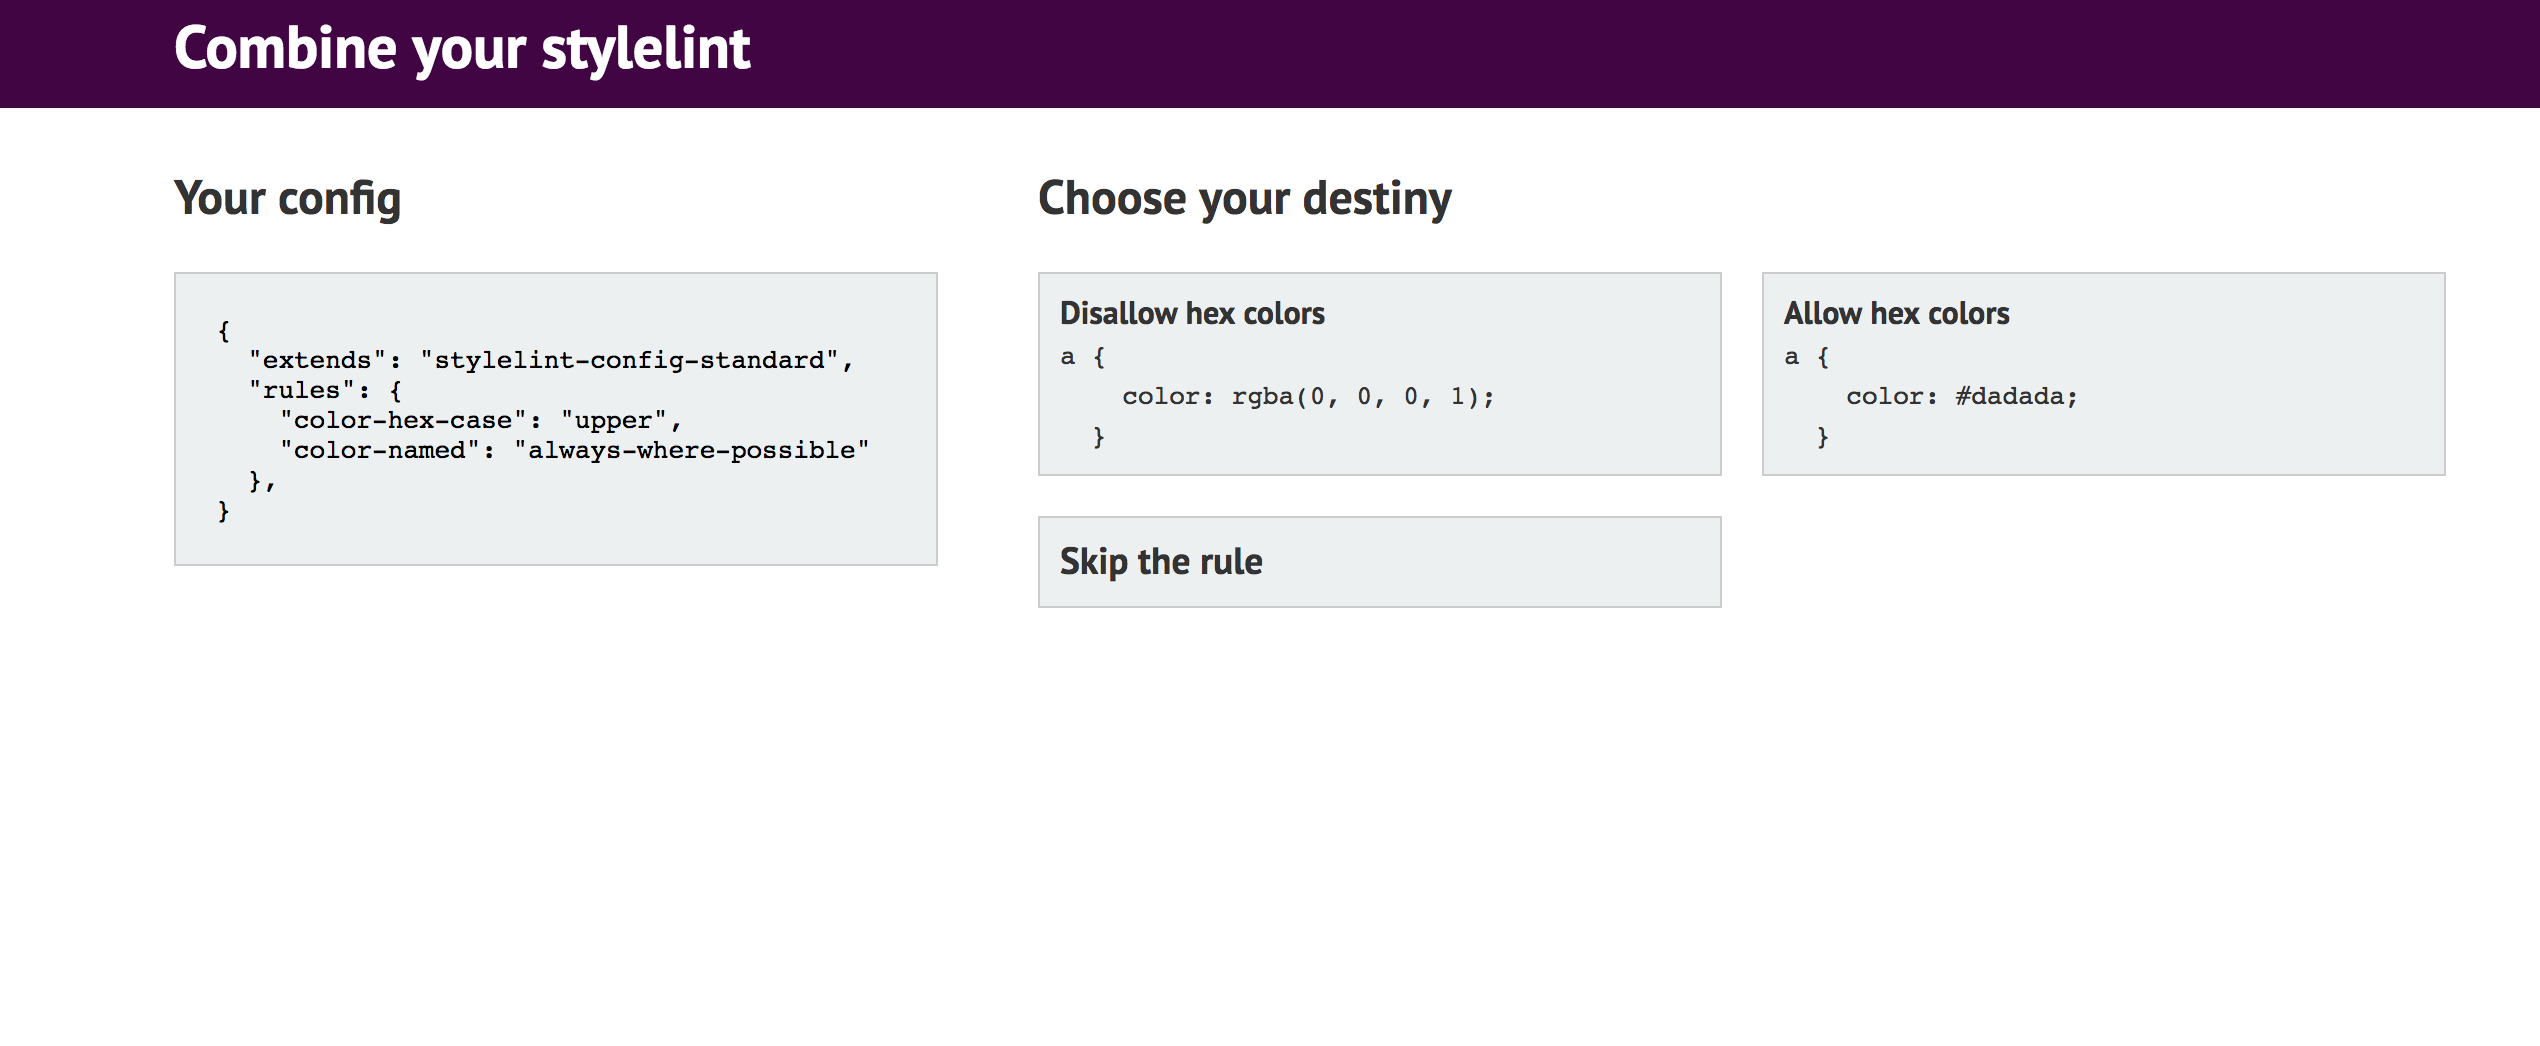 Combine your stylelint
Your config
{
  "extends": "stylelint-config-standard",
  "rules": {
    "color-hex-case": "upper",
    "color-named": "always-where-possible"
  },
}
Choose your destiny
Disallow hex colors
a {
    color: rgba(0, 0, 0, 1);
  }
Allow hex colors
a {
    color: #dadada;
  }
Skip the rule